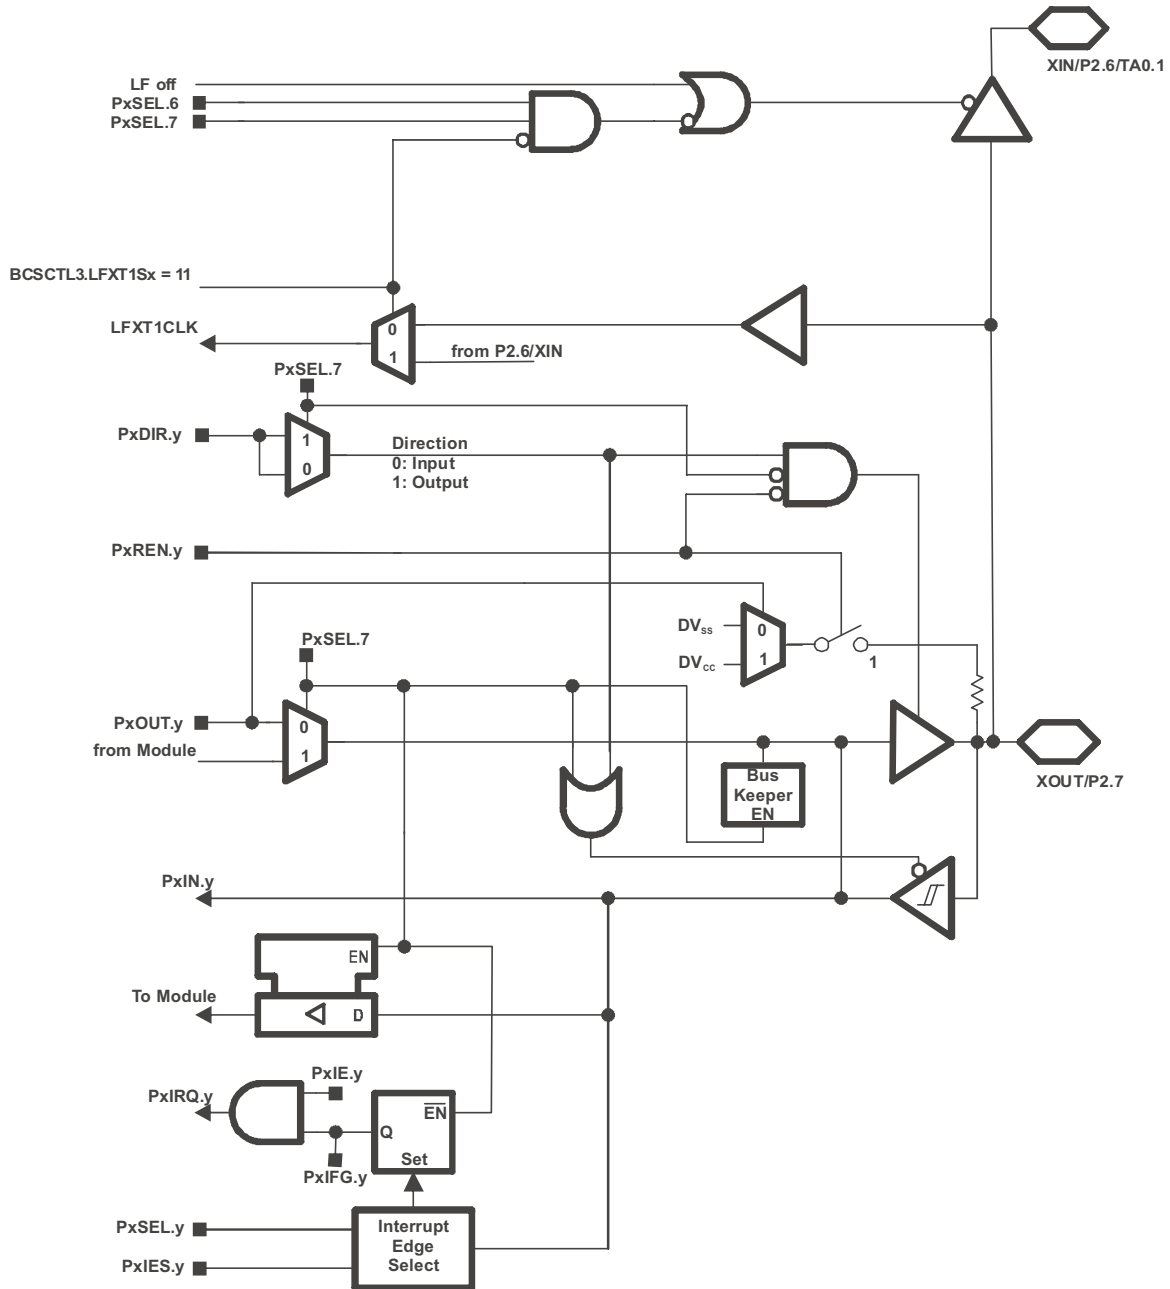 XIN/P2.6/TA0.1
LF off
PxSEL.6
PxSEL.7
BCSCTL3.LFXT1Sx = 11
LFXT1CLK
0
1
from P2.6/XIN
PxSEL.7
PxDIR.y
1
0
Direction
0: Input
1: Output
PxREN.y
PxSEL.7
DVss
0
DVcc
1
1
PxOUT.y
0
from Module
1
Bus
Keeper
EN
XOUT/P2.7
PxIN.y
EN
To Module
D
PxIE.y
PxIRQ.y
EN
Q
Set
PxIFG.y
PxSEL.y
PxIES.y
Interrupt
Edge
Select